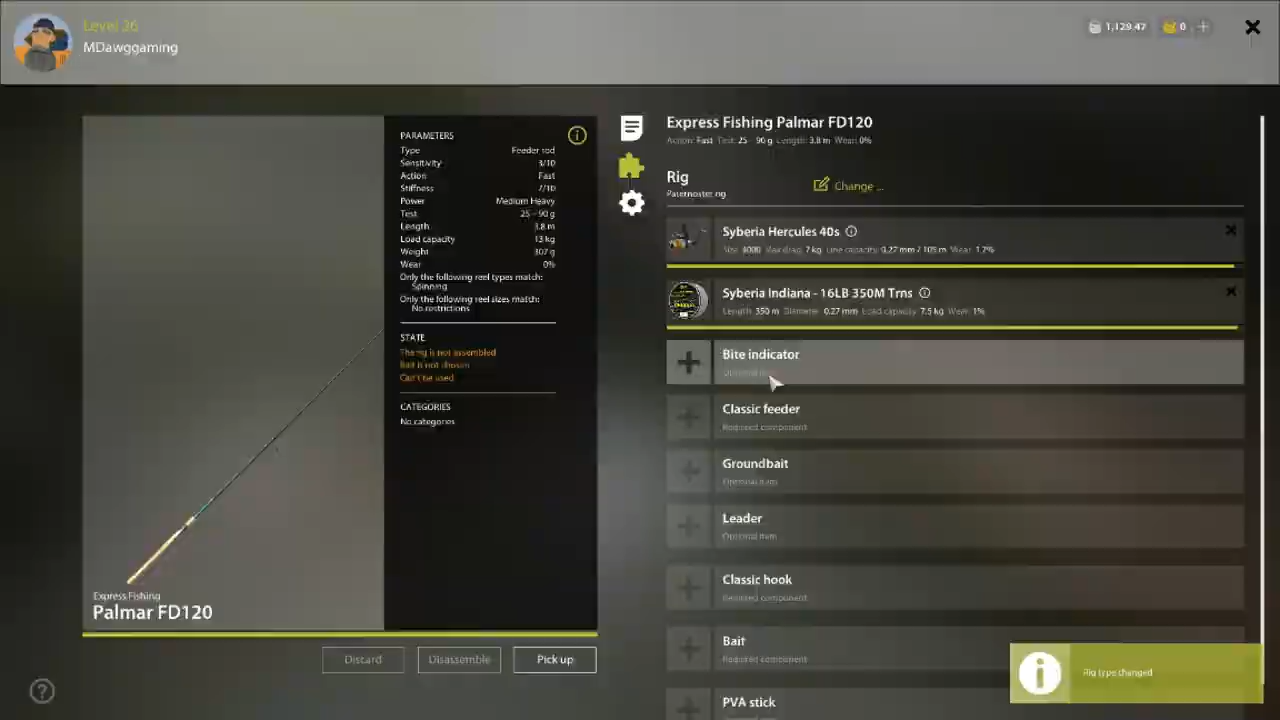 Level 26
MDawggaming
1,129.47
0
PARAMETERS
Type Feeder rod
Sensitivity 3/10
Action Fast
Stiffness 7/10
Power Medium Heavy
Test 25 - 90 g
Length 3.8 m
Load capacity 13 kg
Weight 307 g
Wear 0%
Only the following reel types match:
Spinning
Only the following reel sizes match:
No restrictions
STATE
The rig is not assembled
Bait is not chosen
Can't be used
CATEGORIES
No categories
Express Fishing
Palmar FD120
Discard
Disassemble
Pick up
?
Express Fishing Palmar FD120
Action: Fast Test: 25 - 90 g Length: 3.8 m Wear: 0%
Rig
Paternoster rig
Change ...
Syberia Hercules 40s
Size: 4000 Max drag: 7 kg Line capacity: 0.27 mm / 105 m Wear: 1.7%
Syberia Indiana - 16LB 350M Trns
Length: 350 m Diameter: 0.27 mm Load capacity: 7.5 kg Wear: 1%
Bite indicator
Optional
Classic feeder
Required component
Groundbait
Optional item
Leader
Optional item
Classic hook
Required component
Bait
Required component
PVA stick
Rig type changed